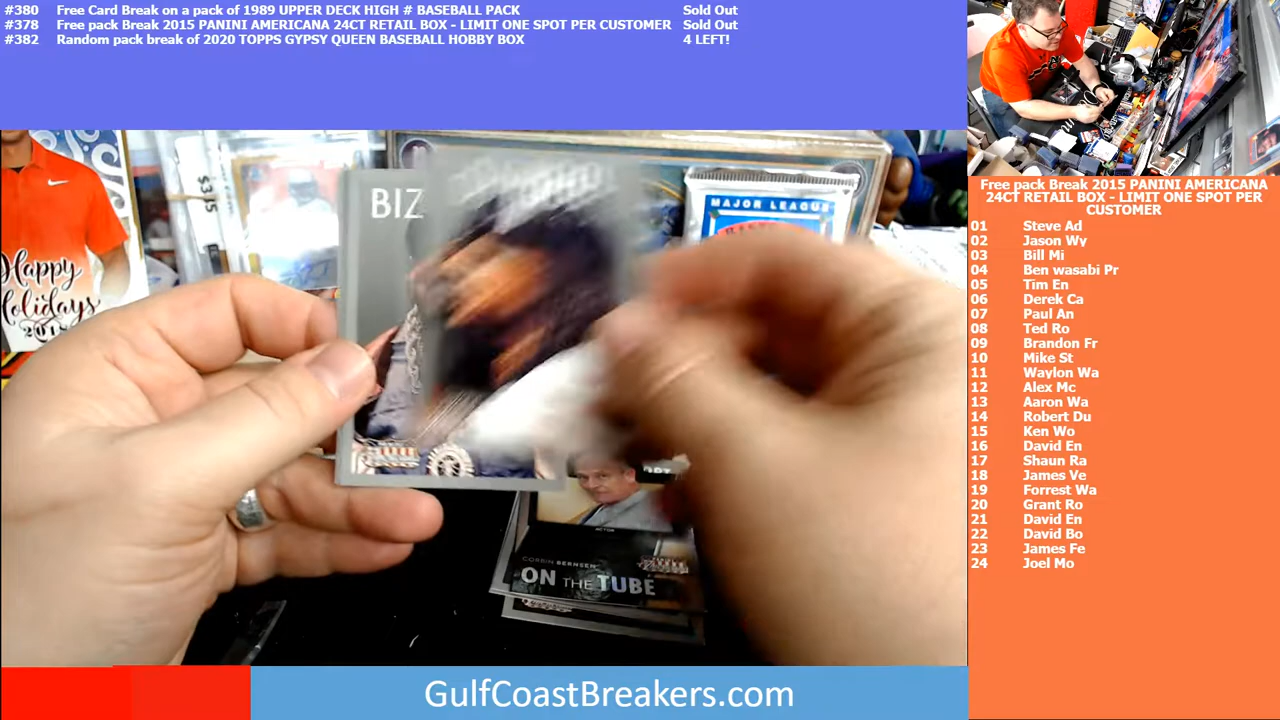 #380 Free Card Break on a pack of 1989 UPPER DECK HIGH # BASEBALL PACK Sold Out
#378 Free pack Break 2015 PANINI AMERICANA 24CT RETAIL BOX - LIMIT ONE SPOT PER CUSTOMER Sold Out
#382 Random pack break of 2020 TOPPS GYPSY QUEEN BASEBALL HOBBY BOX 4 LEFT!
$315
BIZ
MAJOR LEAGUE
Happy
Holidays
ACTOR
CORBIN BERNSEN
ON THE TUBE
GulfCoastBreakers.com
Free pack Break 2015 PANINI AMERICANA
24CT RETAIL BOX - LIMIT ONE SPOT PER
CUSTOMER
01 Steve Ad
02 Jason Wy
03 Bill Mi
04 Ben wasabi Pr
05 Tim En
06 Derek Ca
07 Paul An
08 Ted Ro
09 Brandon Fr
10 Mike St
11 Waylon Wa
12 Alex Mc
13 Aaron Wa
14 Robert Du
15 Ken Wo
16 David En
17 Shaun Ra
18 James Ve
19 Forrest Wa
20 Grant Ro
21 David En
22 David Bo
23 James Fe
24 Joel Mo